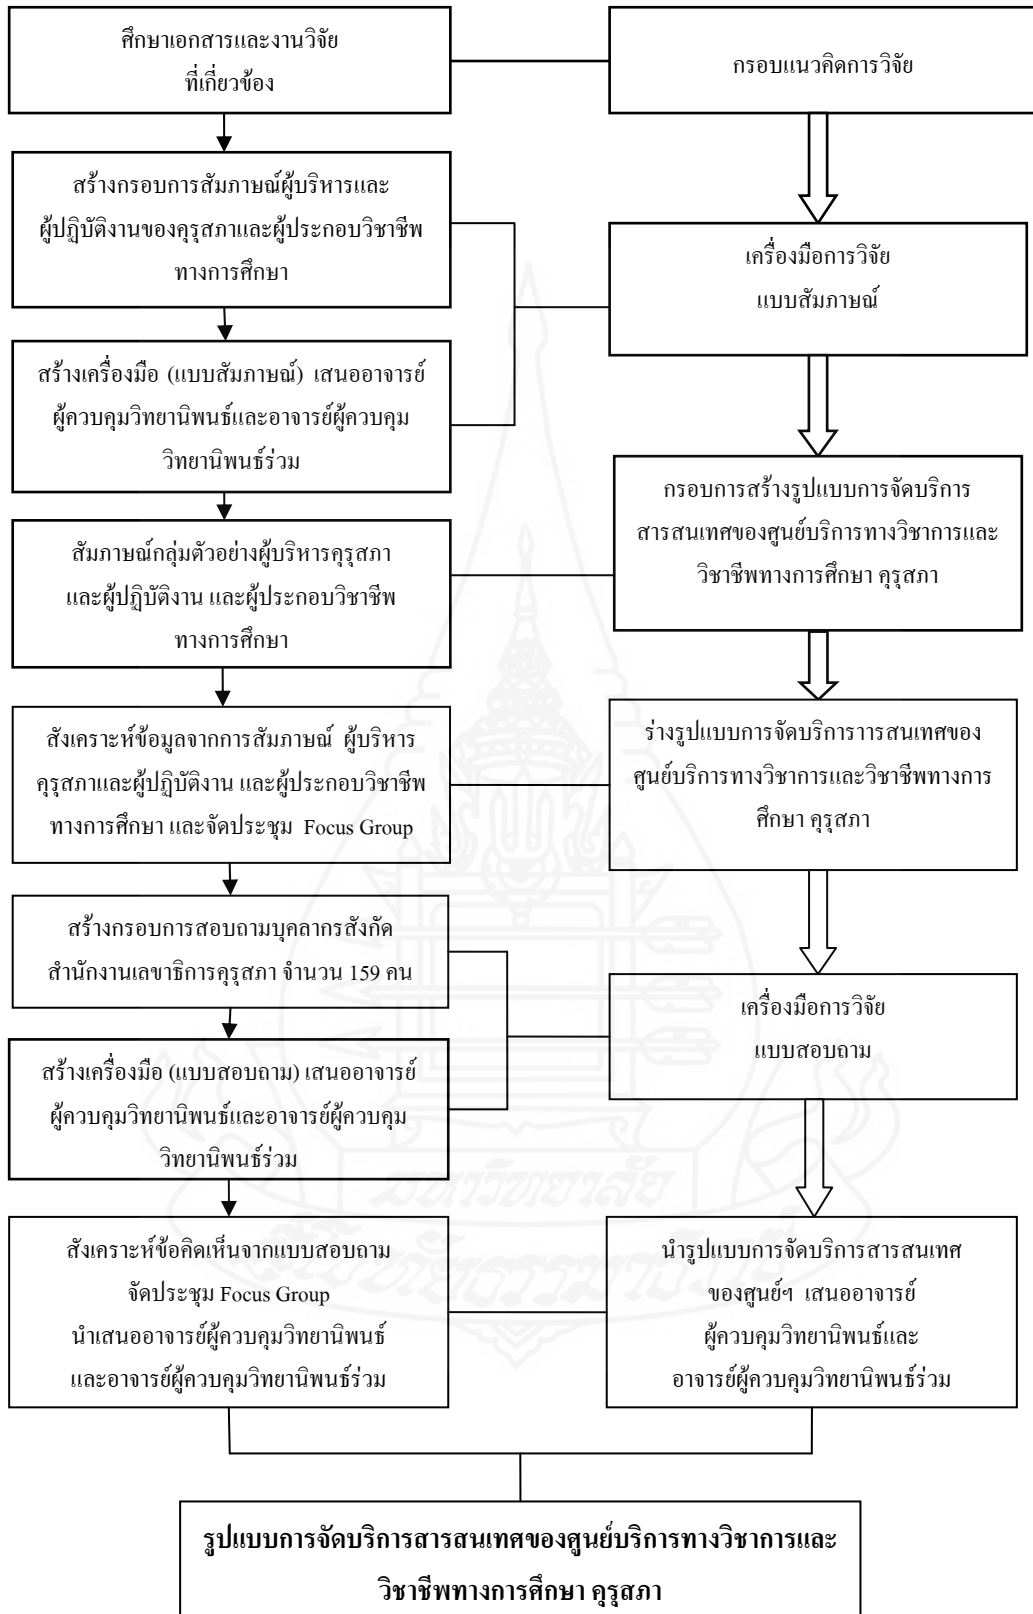 ศึกษาเอกสารและงานวิจัย
ที่เกี่ยวข้อง
กรอบแนวคิดการวิจัย
สร้างกรอบการสัมภาษณ์ผู้บริหารและ
ผู้ปฏิบัติงานของคุรุสภาและผู้ประกอบวิชาชีพ
ทางการศึกษา
เครื่องมือการวิจัย
แบบสัมภาษณ์
สร้างเครื่องมือ (แบบสัมภาษณ์) เสนออาจารย์
ผู้ควบคุมวิทยานิพนธ์และอาจารย์ผู้ควบคุม
วิทยานิพนธ์ร่วม
กรอบการสร้างรูปแบบการจัดบริการ
สารสนเทศของศูนย์บริการทางวิชาการและ
วิชาชีพทางการศึกษา คุรุสภา
สัมภาษณ์กลุ่มตัวอย่างผู้บริหารคุรุสภา
และผู้ปฏิบัติงาน และผู้ประกอบวิชาชีพ
ทางการศึกษา
สังเคราะห์ข้อมูลจากการสัมภาษณ์ ผู้บริหาร
คุรุสภาและผู้ปฏิบัติงาน และผู้ประกอบวิชาชีพ
ทางการศึกษา และจัดประชุม Focus Group
ร่างรูปแบบการจัดบริการารสนเทศของ
ศูนย์บริการทางวิชาการและวิชาชีพทางการ
ศึกษา คุรุสภา
สร้างกรอบการสอบถามบุคลากรสังกัด
สำนักงานเลขาธิการคุรุสภา จำนวน 159 คน
เครื่องมือการวิจัย
แบบสอบถาม
สร้างเครื่องมือ (แบบสอบถาม) เสนออาจารย์
ผู้ควบคุมวิทยานิพนธ์และอาจารย์ผู้ควบคุม
วิทยานิพนธ์ร่วม
สังเคราะห์ข้อคิดเห็นจากแบบสอบถาม
จัดประชุม Focus Group
นำเสนออาจารย์ผู้ควบคุมวิทยานิพนธ์
และอาจารย์ผู้ควบคุมวิทยานิพนธ์ร่วม
นำรูปแบบการจัดบริการสารสนเทศ
ของศูนย์ฯ เสนออาจารย์
ผู้ควบคุมวิทยานิพนธ์และ
อาจารย์ผู้ควบคุมวิทยานิพนธ์ร่วม
มหาวิทยาลัย
สุโขทัยธรรมาธิราช
รูปแบบการจัดบริการสารสนเทศของศูนย์บริการทางวิชาการและ
วิชาชีพทางการศึกษา คุรุสภา